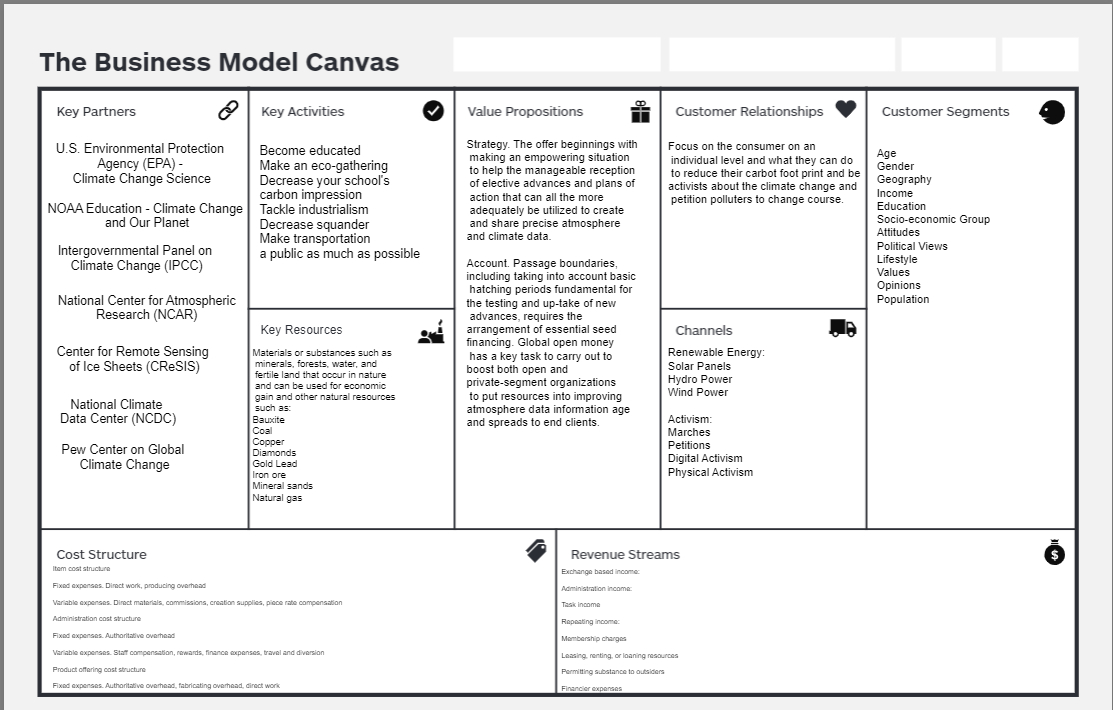 The Business Model Canvas
Key Partners
U.S. Environmental Protection
Agency (EPA) -
Climate Change Science
NOAA Education - Climate Change
and Our Planet
Intergovernmental Panel on
Climate Change (IPCC)
National Center for Atmospheric
Research (NCAR)
Center for Remote Sensing
of Ice Sheets (CReSIS)
National Climate
Data Center (NCDC)
Pew Center on Global
Climate Change
Key Activities
Become educated
Make an eco-gathering
Decrease your school's
carbon impression
Tackle industrialism
Decrease squander
Make transportation
a public as much as possible
Key Resources
Materials or substances such as
minerals, forests, water, and
fertile land that occur in nature
and can be used for economic
gain and other natural resources
such as:
Bauxite
Coal
Copper
Diamonds
Gold Lead
Iron ore
Mineral sands
Natural gas
Value Propositions
Strategy. The offer beginnings with
making an empowering situation
to help the manageable reception
of elective advances and plans of
action that can all the more
adequately be utilized to create
and share precise atmosphere
and climate data.
Account. Passage boundaries,
including taking into account basic
hatching periods fundamental for
the testing and up-take of new
advances, requires the
arrangement of essential seed
financing. Global open money
has a key task to carry out to
boost both open and
private-segment organizations
to put resources into improving
atmosphere data information age
and spreads to end clients.
Customer Relationships
Focus on the consumer on an
individual level and what they can do
to reduce their carbot foot print and be
activists about the climate change and
petition polluters to change course.
Channels
Renewable Energy:
Solar Panels
Hydro Power
Wind Power
Activism:
Marches
Petitions
Digital Activism
Physical Activism
Customer Segments
Age
Gender
Geography
Income
Education
Socio-economic Group
Attitudes
Political Views
Lifestyle
Values
Opinions
Population
Cost Structure
Item cost structure
Fixed expenses. Direct work, producing overhead
Variable expenses. Direct materials, commissions, creation supplies, piece rate compensation
Administration cost structure
Fixed expenses. Authoritative overhead
Variable expenses. Staff compensation, rewards, finance expenses, travel and diversion
Product offering cost structure
Fixed expenses. Authoritative overhead, fabricating overhead, direct work
Revenue Streams
Exchange based income:
Administration income:
Task income
Repeating income:
Membership charges
Leasing, renting, or loaning resources
Permitting substance to outsiders
Financier expenses